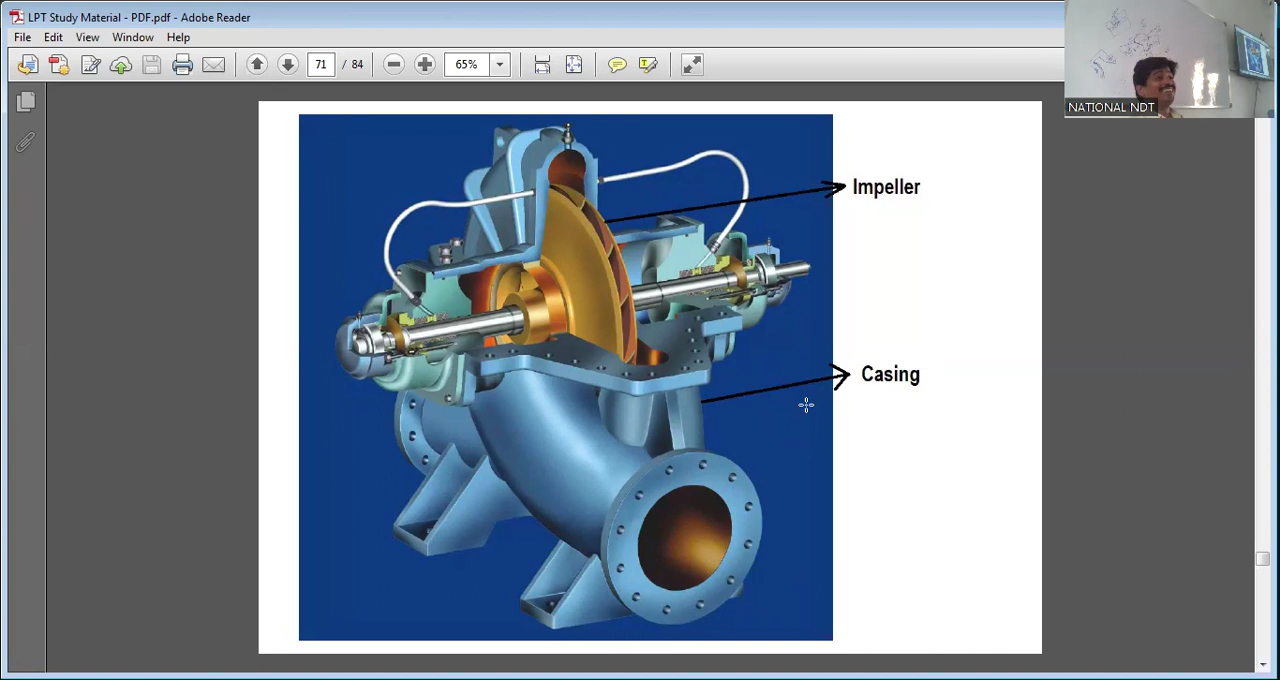 LPT Study Material - PDF.pdf - Adobe Reader
File Edit View Window Help
71 / 84 65%
NATIONAL NDT
Impeller
Casing